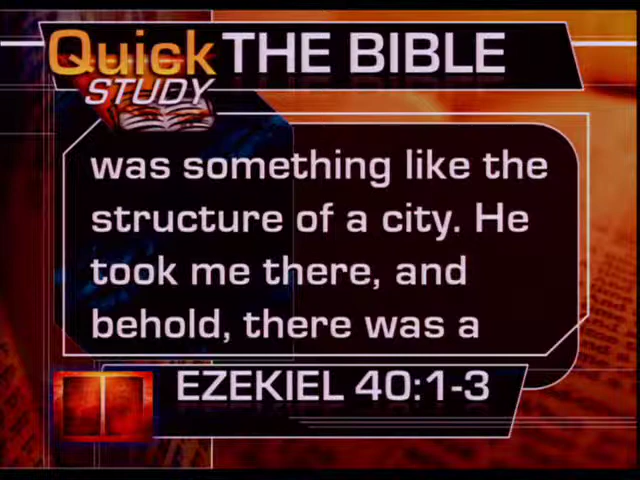 Quick STUDY THE BIBLE
was something like the
structure of a city. He
took me there, and
behold, there was a
EZEKIEL 40:1-3